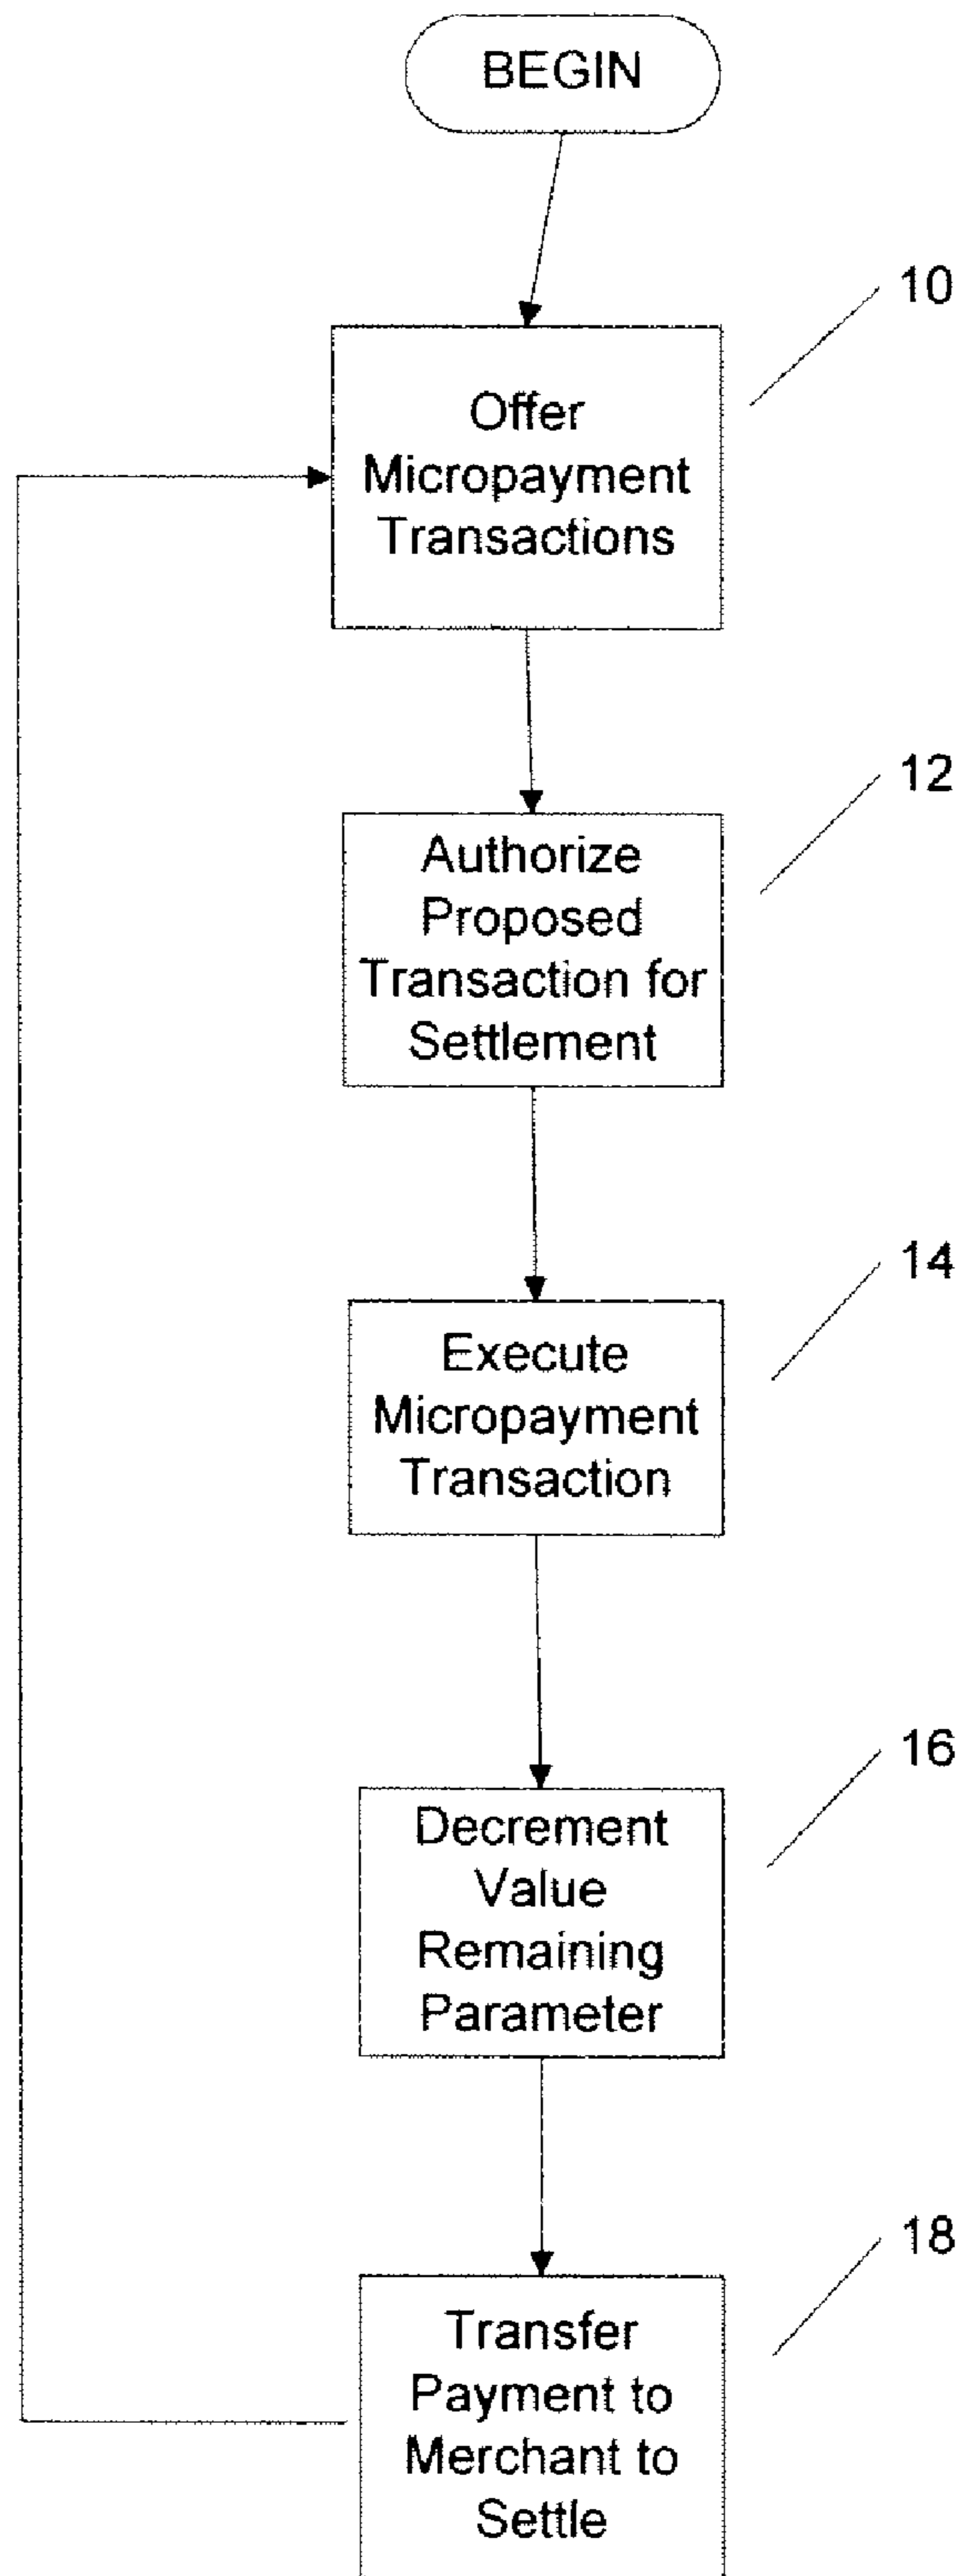 BEGIN
10
Offer
Micropayment
Transactions
12
Authorize
Proposed
Transaction for
Settlement
14
Execute
Micropayment
Transaction
16
Decrement
Value
Remaining
Parameter
18
Transfer
Payment to
Merchant to
Settle